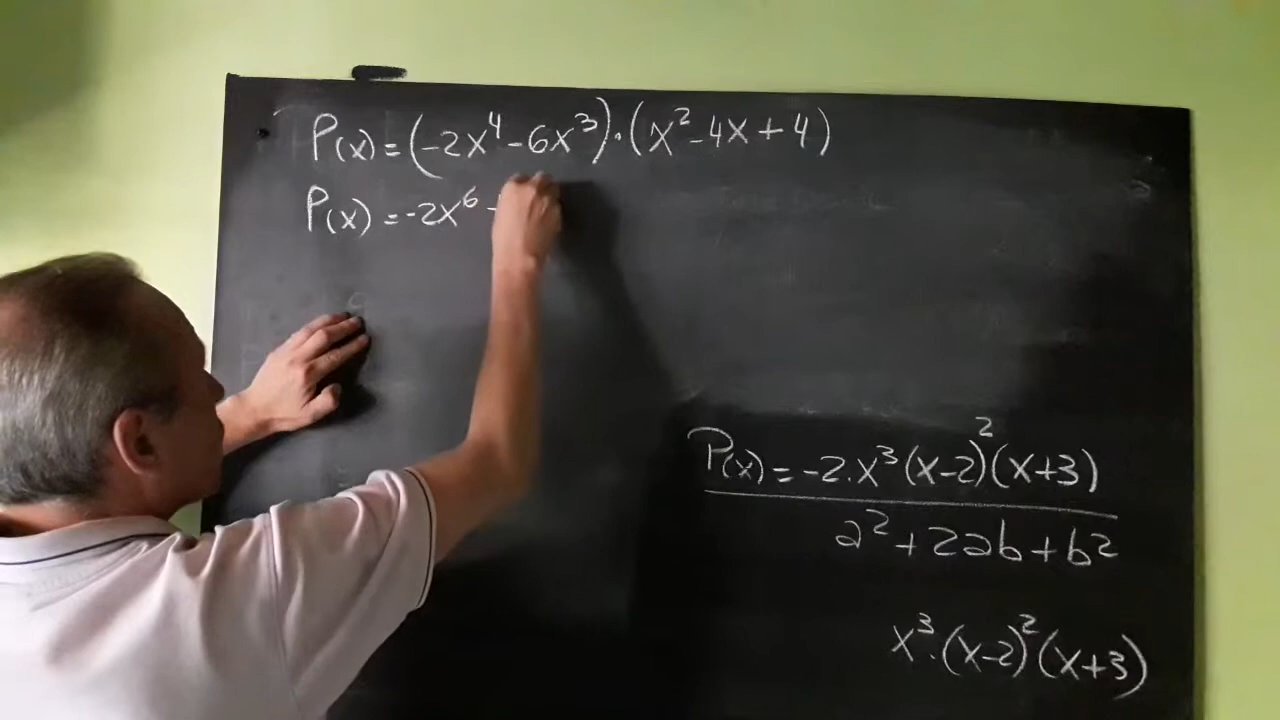 P(x) = (-2x⁴ - 6x³) · (x² - 4x + 4)
P(x) = -2x⁶ -
P(x) = -2.x³ (x-2)² (x+3)
a² + 2ab + b²
x³ · (x-2)² (x+3)